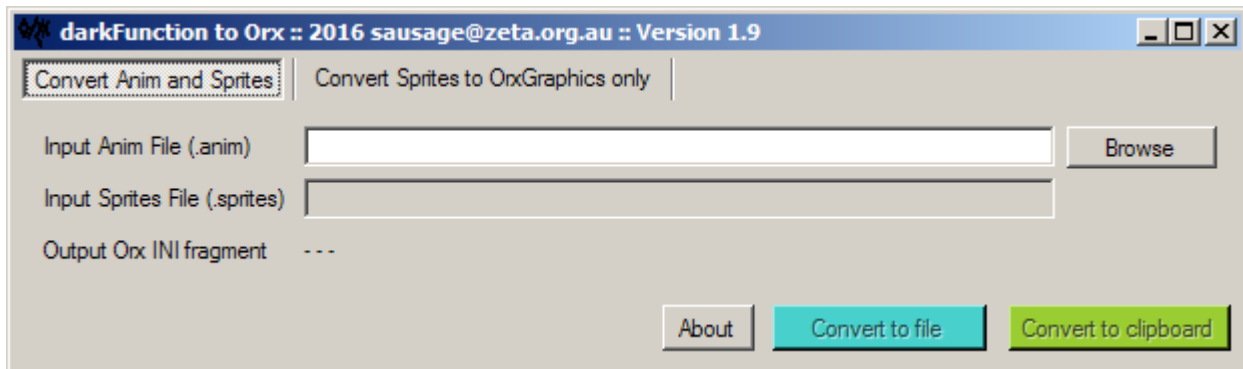 darkFunction to Orx :: 2016 sausage@zeta.org.au :: Version 1.9
Convert Anim and Sprites Convert Sprites to OrxGraphics only
Input Anim File (.anim) Browse
Input Sprites File (.sprites)
Output Orx INI fragment - - -
About Convert to file Convert to clipboard